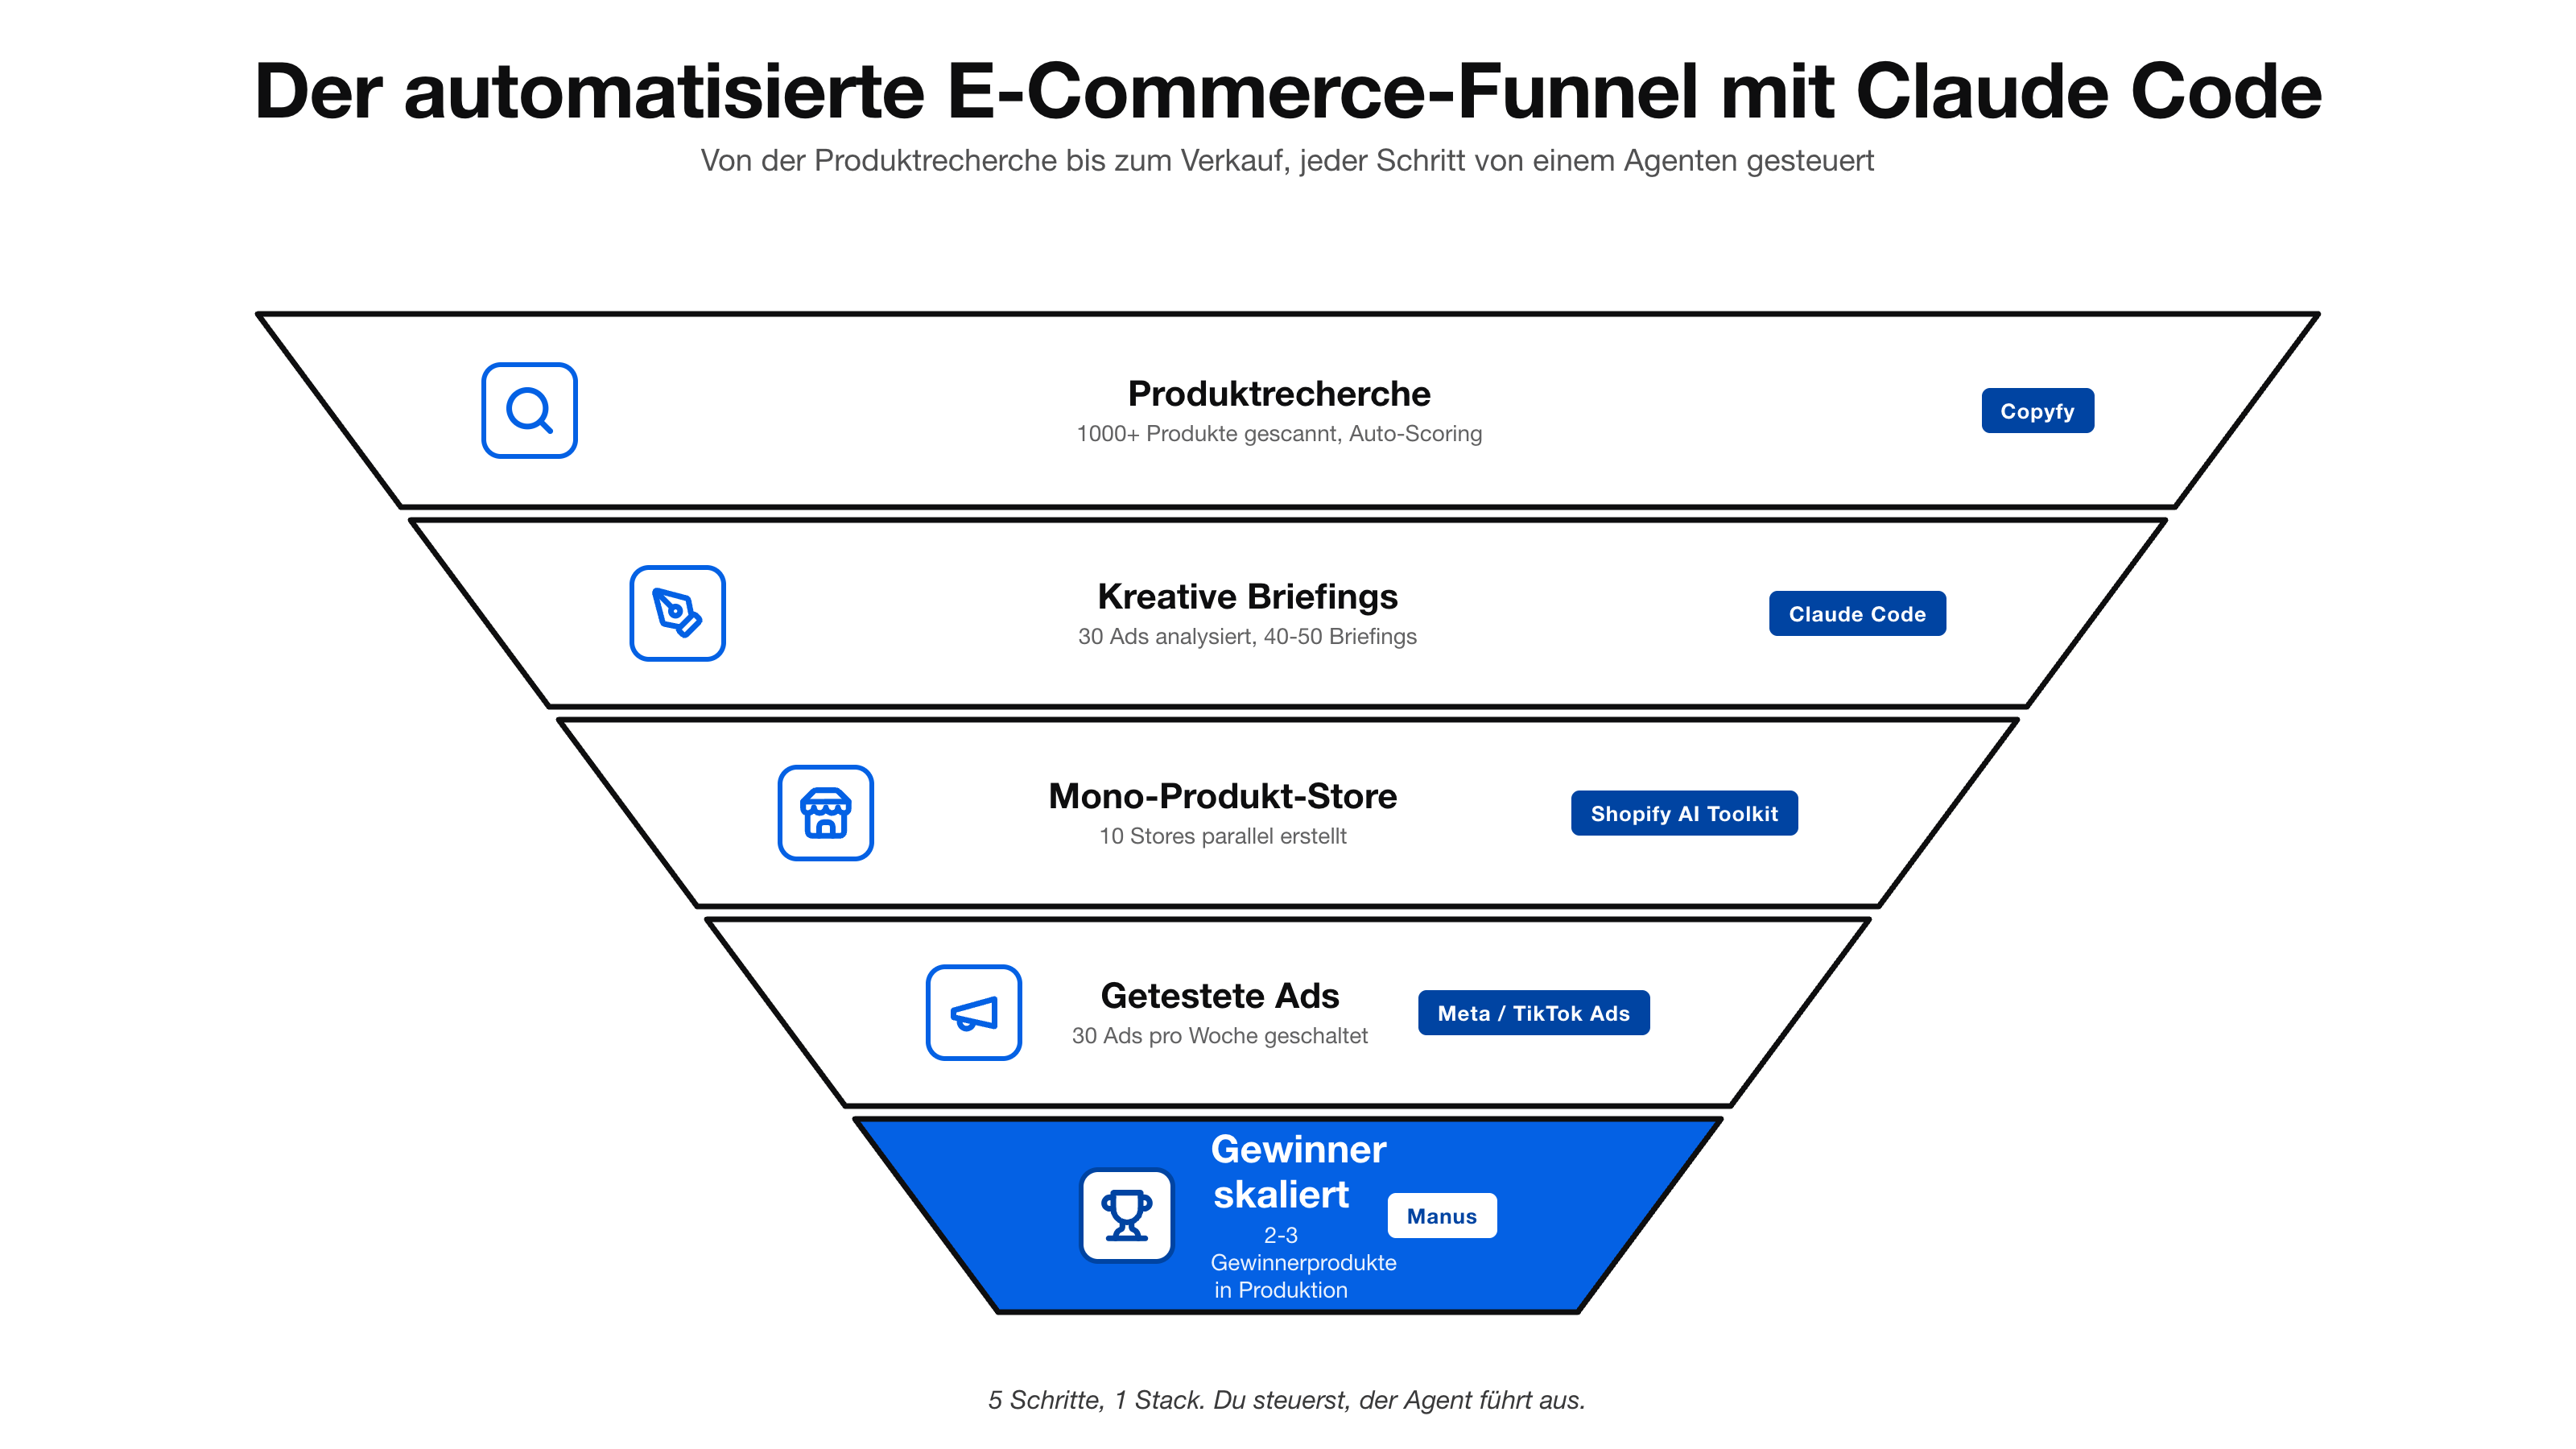 Der automatisierte E-Commerce-Funnel mit Claude Code
Von der Produktrecherche bis zum Verkauf, jeder Schritt von einem Agenten gesteuert
Produktrecherche
1000+ Produkte gescannt, Auto-Scoring
Copyfy
Kreative Briefings
30 Ads analysiert, 40-50 Briefings
Claude Code
Mono-Produkt-Store
10 Stores parallel erstellt
Shopify AI Toolkit
Getestete Ads
30 Ads pro Woche geschaltet
Meta / TikTok Ads
Gewinner
skaliert
2-3
Gewinnerprodukte
in Produktion
Manus
5 Schritte, 1 Stack. Du steuerst, der Agent führt aus.